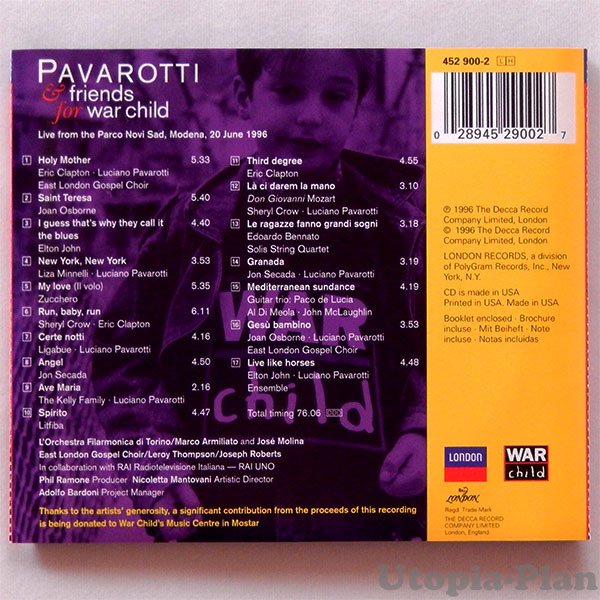 PAVAROTTI
& friends
for war child
Live from the Parco Novi Sad, Modena, 20 June 1996
1 Holy Mother 5.33
Eric Clapton · Luciano Pavarotti
East London Gospel Choir
2 Saint Teresa 5.40
Joan Osborne
3 I guess that's why they call it 4.40
the blues
Elton John
4 New York, New York 3.53
Liza Minnelli · Luciano Pavarotti
5 My love (Il volo) 5.35
Zucchero
6 Run, baby, run 6.11
Sheryl Crow · Eric Clapton
7 Certe notti 4.16
Ligabue · Luciano Pavarotti
8 Angel 4.50
Jon Secada
9 Ave Maria 2.16
The Kelly Family · Luciano Pavarotti
10 Spirito 4.47
Litfiba
11 Third degree 4.55
Eric Clapton
12 Là ci darem la mano 3.10
Don Giovanni Mozart
Sheryl Crow · Luciano Pavarotti
13 Le ragazze fanno grandi sogni 3.18
Edoardo Bennato
Solis String Quartet
14 Granada 3.19
Jon Secada · Luciano Pavarotti
15 Mediterranean sundance 4.19
Guitar trio: Paco de Lucia
Al Di Meola · John McLaughlin
16 Gesù bambino 3.53
Joan Osborne · Luciano Pavarotti
East London Gospel Choir
17 Live like horses 4.48
Elton John · Luciano Pavarotti
Ensemble
Total timing 76.06 DDD
WAR
child
L'Orchestra Filarmonica di Torino/Marco Armiliato and José Molina
East London Gospel Choir/Leroy Thompson/Joseph Roberts
In collaboration with RAI Radiotelevisione Italiana — RAI UNO
Phil Ramone Producer Nicoletta Mantovani Artistic Director
Adolfo Bardoni Project Manager
Thanks to the artists' generosity, a significant contribution from the proceeds of this recording
is being donated to War Child's Music Centre in Mostar
452 900-2 LH
0 28945 29002 7
℗ 1996 The Decca Record
Company Limited, London
© 1996 The Decca Record
Company Limited, London
LONDON RECORDS, a division
of PolyGram Records, Inc., New
York, N.Y.
CD is made in USA
Printed in USA. Made in USA
Booklet enclosed · Brochure
incluse · Mit Beiheft · Note
incluse · Notas incluidas
LONDON
WAR
child
LONDON
Regd. Trade Mark
THE DECCA RECORD
COMPANY LIMITED
London, England
Utopia-Plan